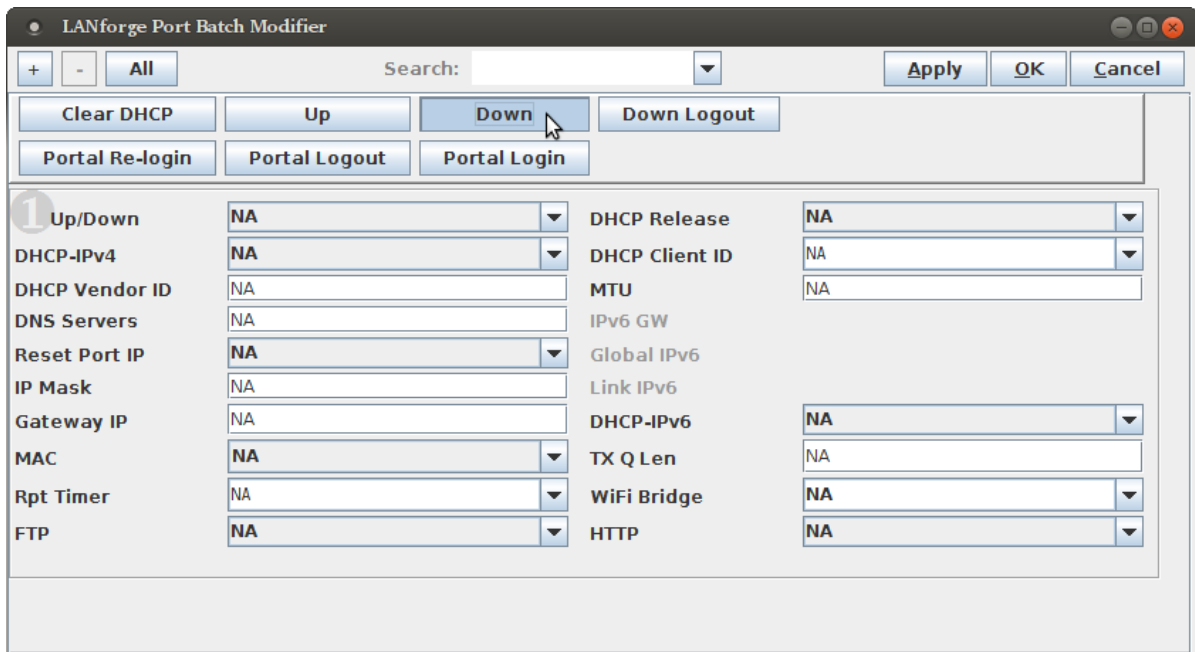 LANforge Port Batch Modifier
+ - All Search: Apply OK Cancel
Clear DHCP Up Down Down Logout
Portal Re-login Portal Logout Portal Login
1 Up/Down NA DHCP Release NA
DHCP-IPv4 NA DHCP Client ID NA
DHCP Vendor ID NA MTU NA
DNS Servers NA IPv6 GW
Reset Port IP NA Global IPv6
IP Mask NA Link IPv6
Gateway IP NA DHCP-IPv6 NA
MAC NA TX Q Len NA
Rpt Timer NA WiFi Bridge NA
FTP NA HTTP NA